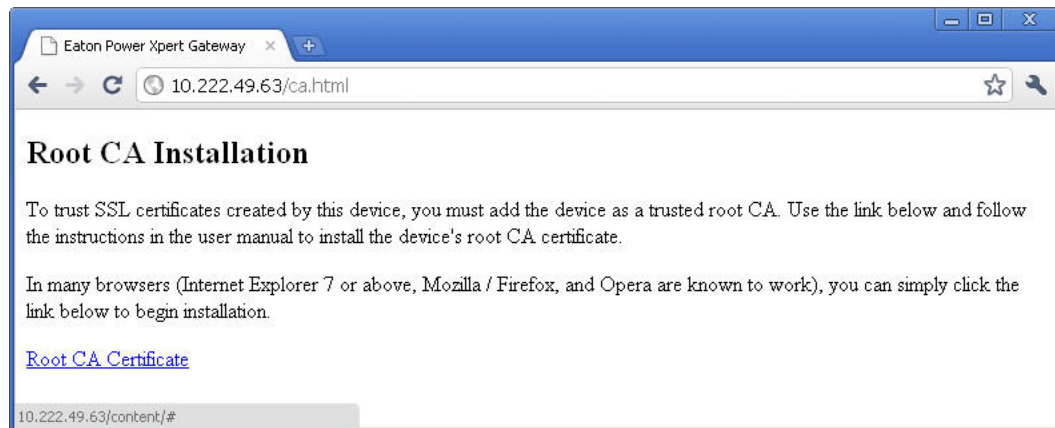 Eaton Power Xpert Gateway
10.222.49.63/ca.html
Root CA Installation
To trust SSL certificates created by this device, you must add the device as a trusted root CA. Use the link below and follow
the instructions in the user manual to install the device's root CA certificate.
In many browsers (Internet Explorer 7 or above, Mozilla / Firefox, and Opera are known to work), you can simply click the
link below to begin installation.
Root CA Certificate
10.222.49.63/content/#